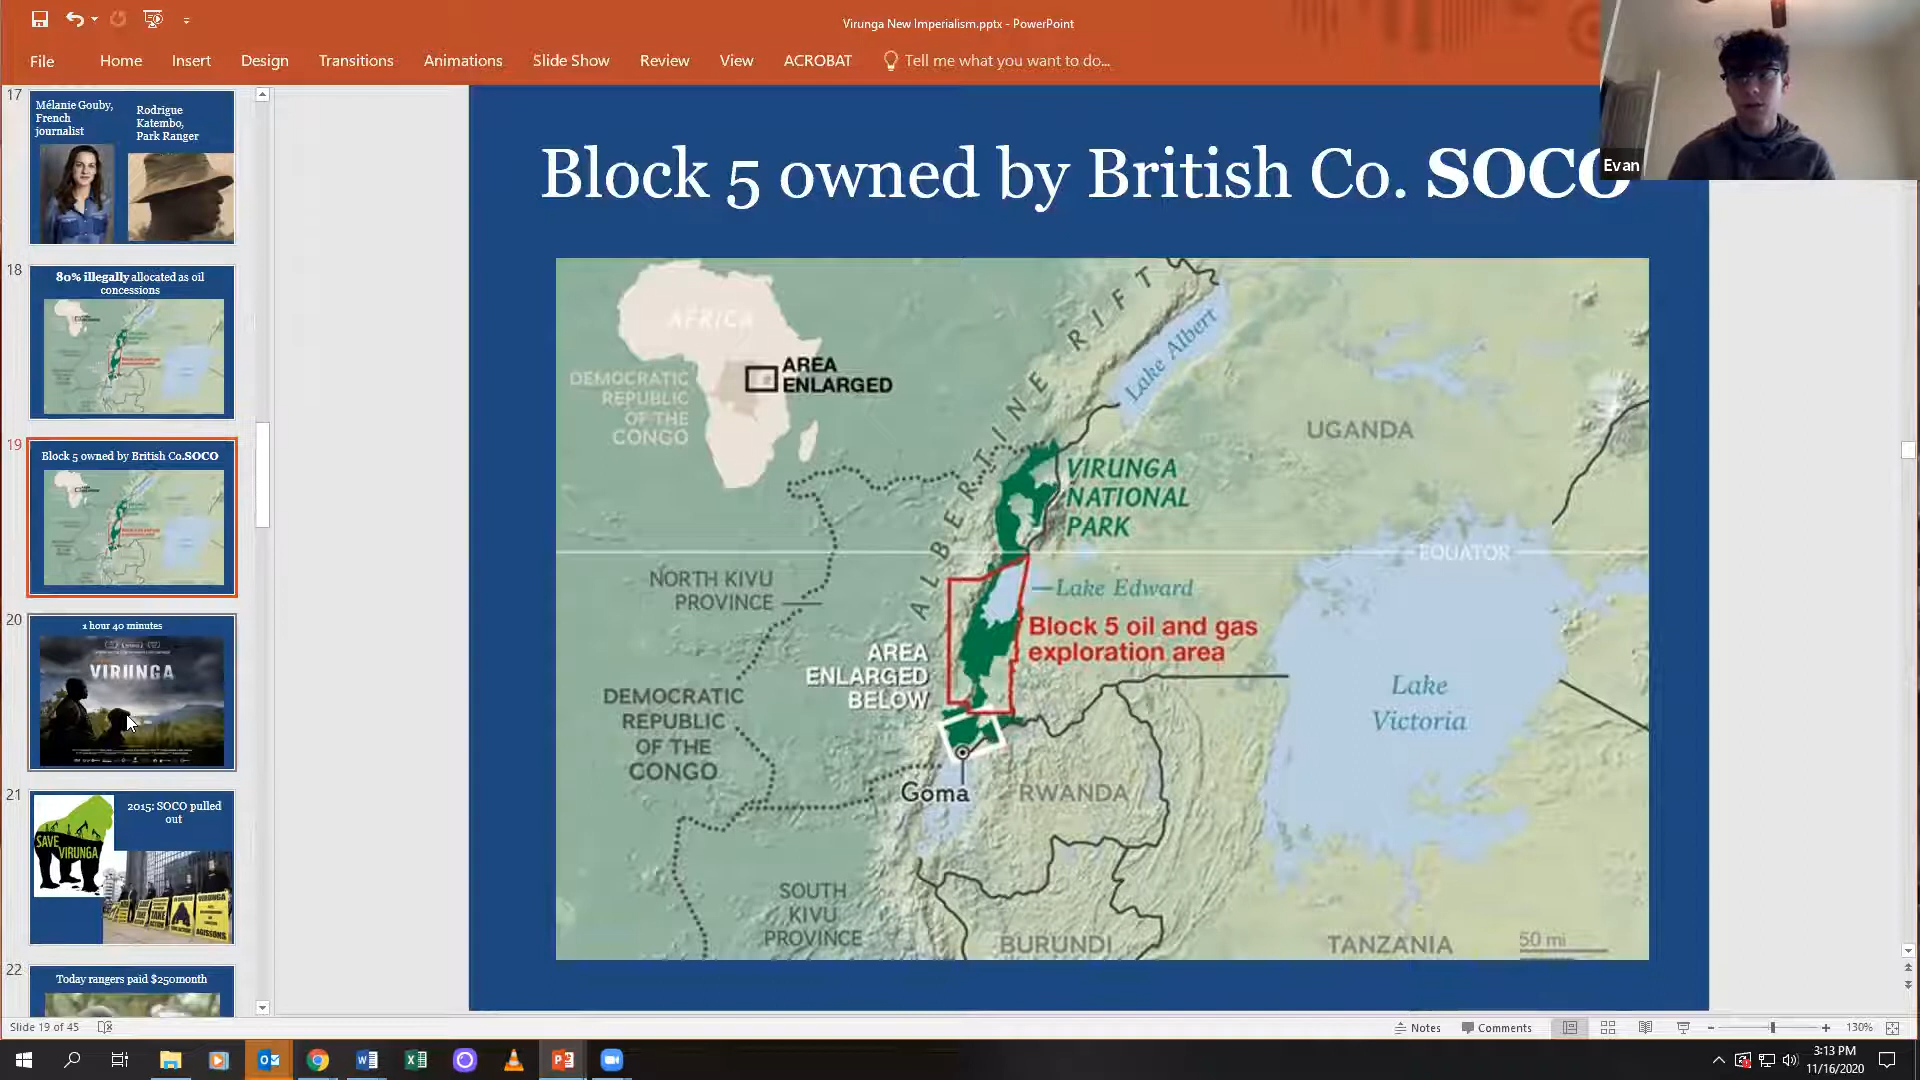 Virunga New Imperialism.pptx - PowerPoint
File Home Insert Design Transitions Animations Slide Show Review View ACROBAT Tell me what you want to do...
Evan
17
Mélanie Gouby,
French
journalist
Rodrigue
Katembo,
Park Ranger
18
80% illegally allocated as oil
concessions
19
Block 5 owned by British Co.SOCO
20
1 hour 40 minutes
VIRUNGA
21
SAVE
VIRUNGA
2015: SOCO pulled
out
VIRUNGA
AGISSONS
22
Today rangers paid $250month
Block 5 owned by British Co. SOCO
AFRICA
AREA
ENLARGED
DEMOCRATIC
REPUBLIC
OF THE
CONGO
ALBERTINE RIFT
Lake Albert
UGANDA
VIRUNGA
NATIONAL
PARK
EQUATOR
NORTH KIVU
PROVINCE
Lake Edward
Block 5 oil and gas
exploration area
AREA
ENLARGED
BELOW
DEMOCRATIC
REPUBLIC
OF THE
CONGO
Lake
Victoria
Goma
RWANDA
SOUTH
KIVU
PROVINCE
BURUNDI
TANZANIA
50 mi
Slide 19 of 45
Notes Comments 130%
3:13 PM
11/16/2020